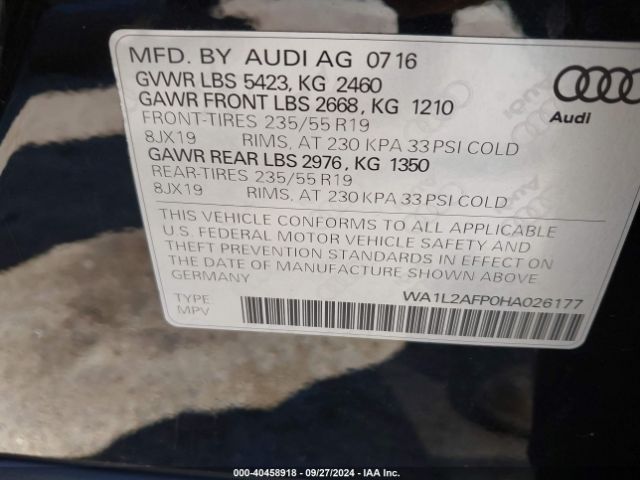 MFD. BY AUDI AG 07 16
GVWR LBS 5423, KG 2460
GAWR FRONT LBS 2668, KG 1210
FRONT-TIRES 235/55 R19
8JX19 RIMS, AT 230 KPA 33 PSI COLD
GAWR REAR LBS 2976, KG 1350
REAR-TIRES 235/55 R19
8JX19 RIMS, AT 230 KPA 33 PSI COLD
Audi
THIS VEHICLE CONFORMS TO ALL APPLICABLE
U.S. FEDERAL MOTOR VEHICLE SAFETY AND
THEFT PREVENTION STANDARDS IN EFFECT ON
THE DATE OF MANUFACTURE SHOWN ABOVE.
GERMANY
TYPE: WA1L2AFP0HA026177
MPV
000-40458918 - 09/27/2024 - IAA Inc.